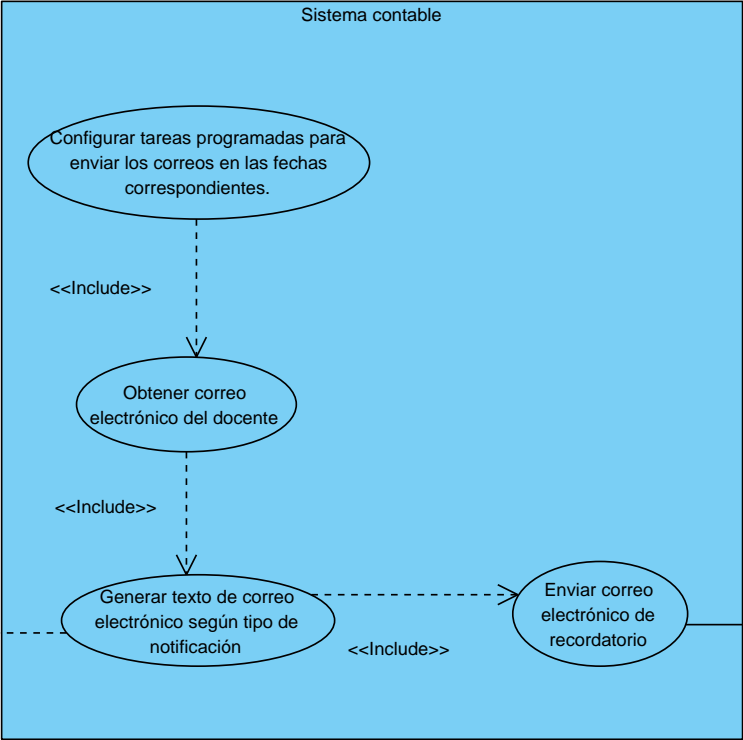 Sistema contable
Configurar tareas programadas para
enviar los correos en las fechas
correspondientes.
<<Include>>
Obtener correo
electrónico del docente
<<Include>>
Generar texto de correo
electrónico según tipo de
notificación
<<Include>>
Enviar correo
electrónico de
recordatorio